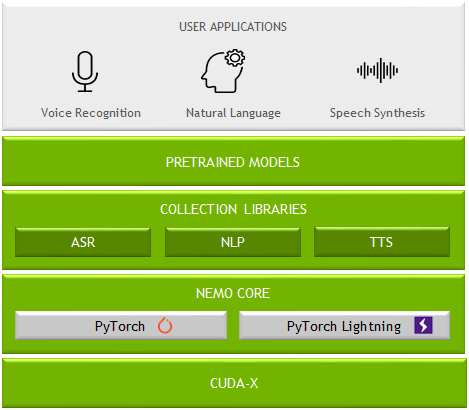 USER APPLICATIONS
Voice Recognition Natural Language Speech Synthesis
PRETRAINED MODELS
COLLECTION LIBRARIES
ASR NLP TTS
NEMO CORE
PyTorch PyTorch Lightning
CUDA-X